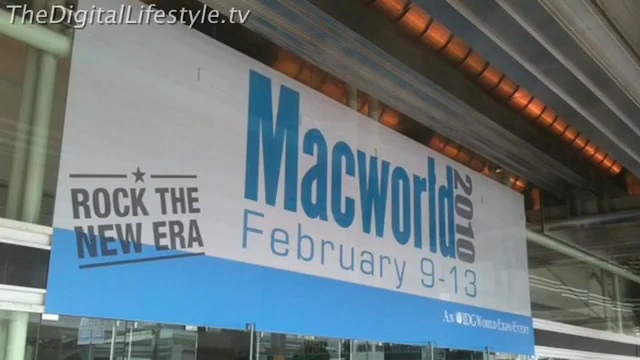 TheDigitalLifestyle.tv
Macworld
2010
February 9-13
ROCK THE
NEW ERA
AN IDG WORLD EXPO EVENT